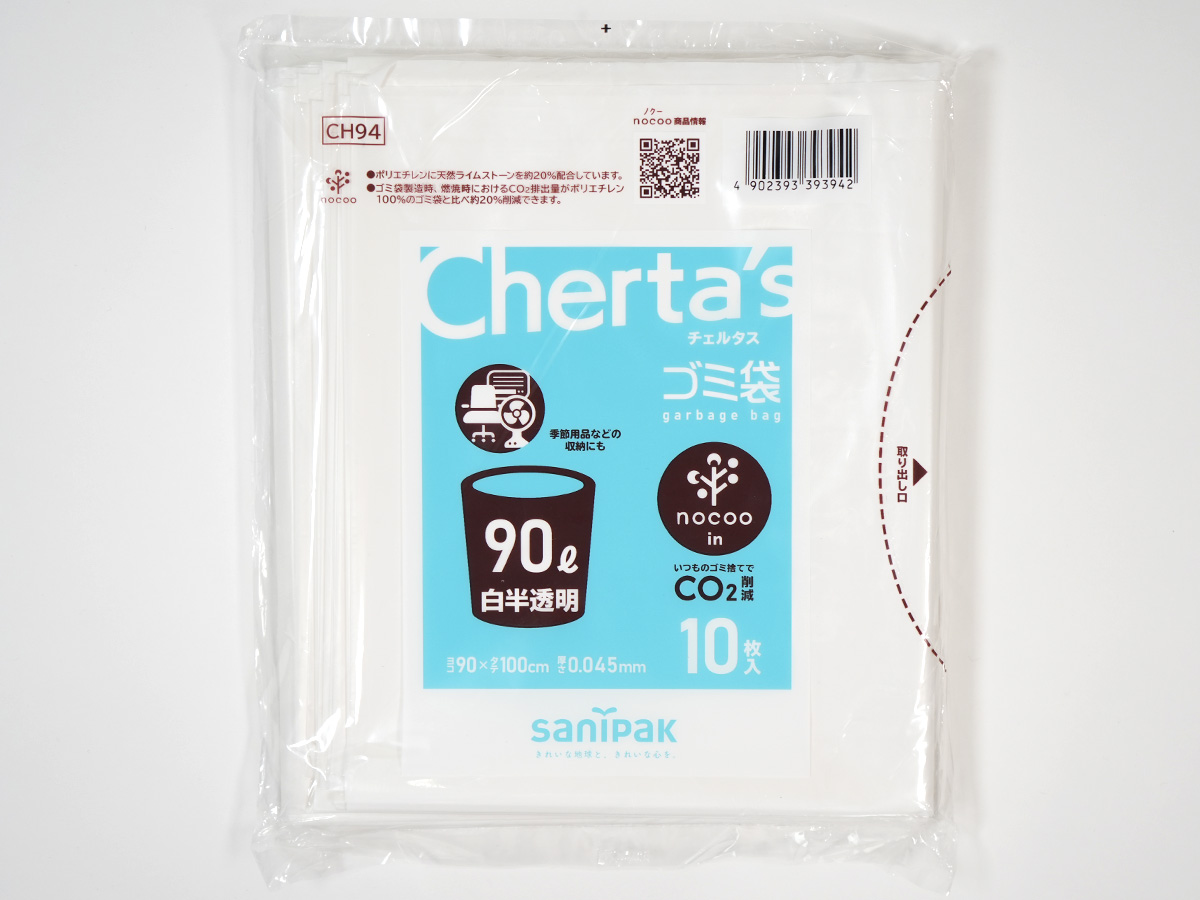 CH94
ノクー
nocoo商品情報
4 902393 393942
nocoo
●ポリエチレンに天然ライムストーンを約20%配合しています。
●ゴミ袋製造時、燃焼時におけるCO2排出量がポリエチレン
100%のゴミ袋と比べ約20%削減できます。
Cherta's
チェルタス
ゴミ袋
garbage bag
季節用品などの
収納にも
90ℓ
白半透明
nocoo
in
いつものゴミ捨てで
CO2削減
取り出し口
ヨコ90×タテ100cm 厚さ0.045mm
10枚入
sanipak
きれいな地球と、きれいな心を。